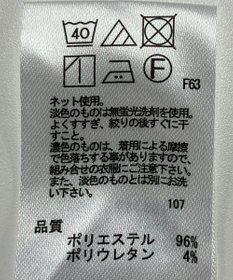 40
F
F63
ネット使用。
淡色のものは無蛍光洗剤を使用。
よくすすぎ、絞りの後すぐに干
すこと。
濃色のものは、着用による摩擦
で色落ちする事がありますので、
組み合せの衣服にご注意下さい。
また、淡色のものとは別にお洗
い下さい。
107
品質
ポリエステル 96%
ポリウレタン 4%